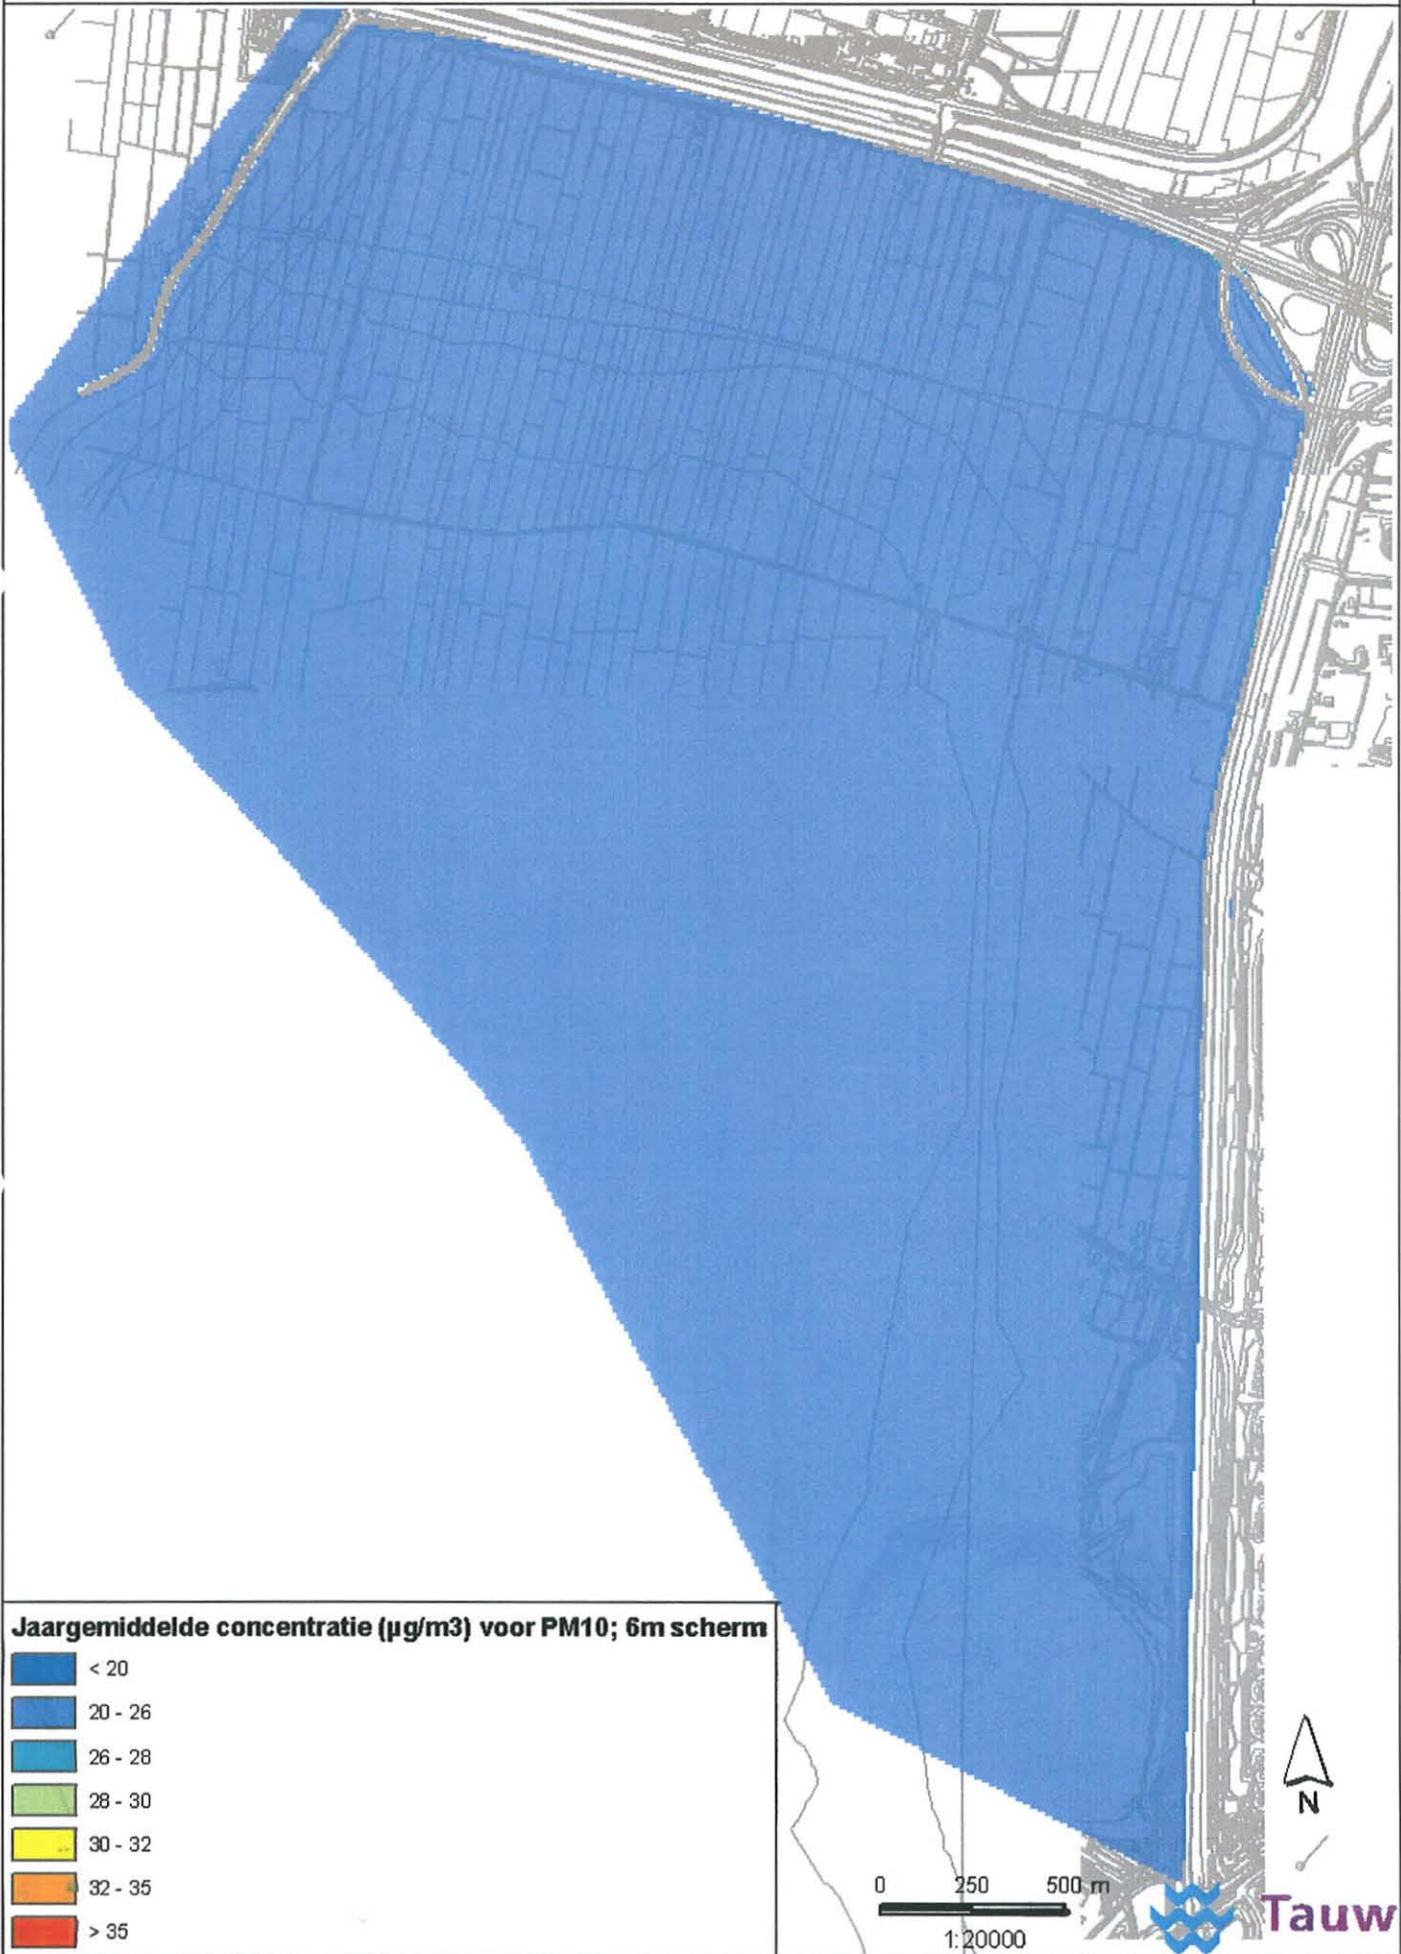 Jaargemiddelde concentratie (µg/m3) voor PM10; 6m scherm
< 20
20 - 26
26 - 28
28 - 30
30 - 32
32 - 35
> 35
0 250 500 m
1:20000
N
Tauw